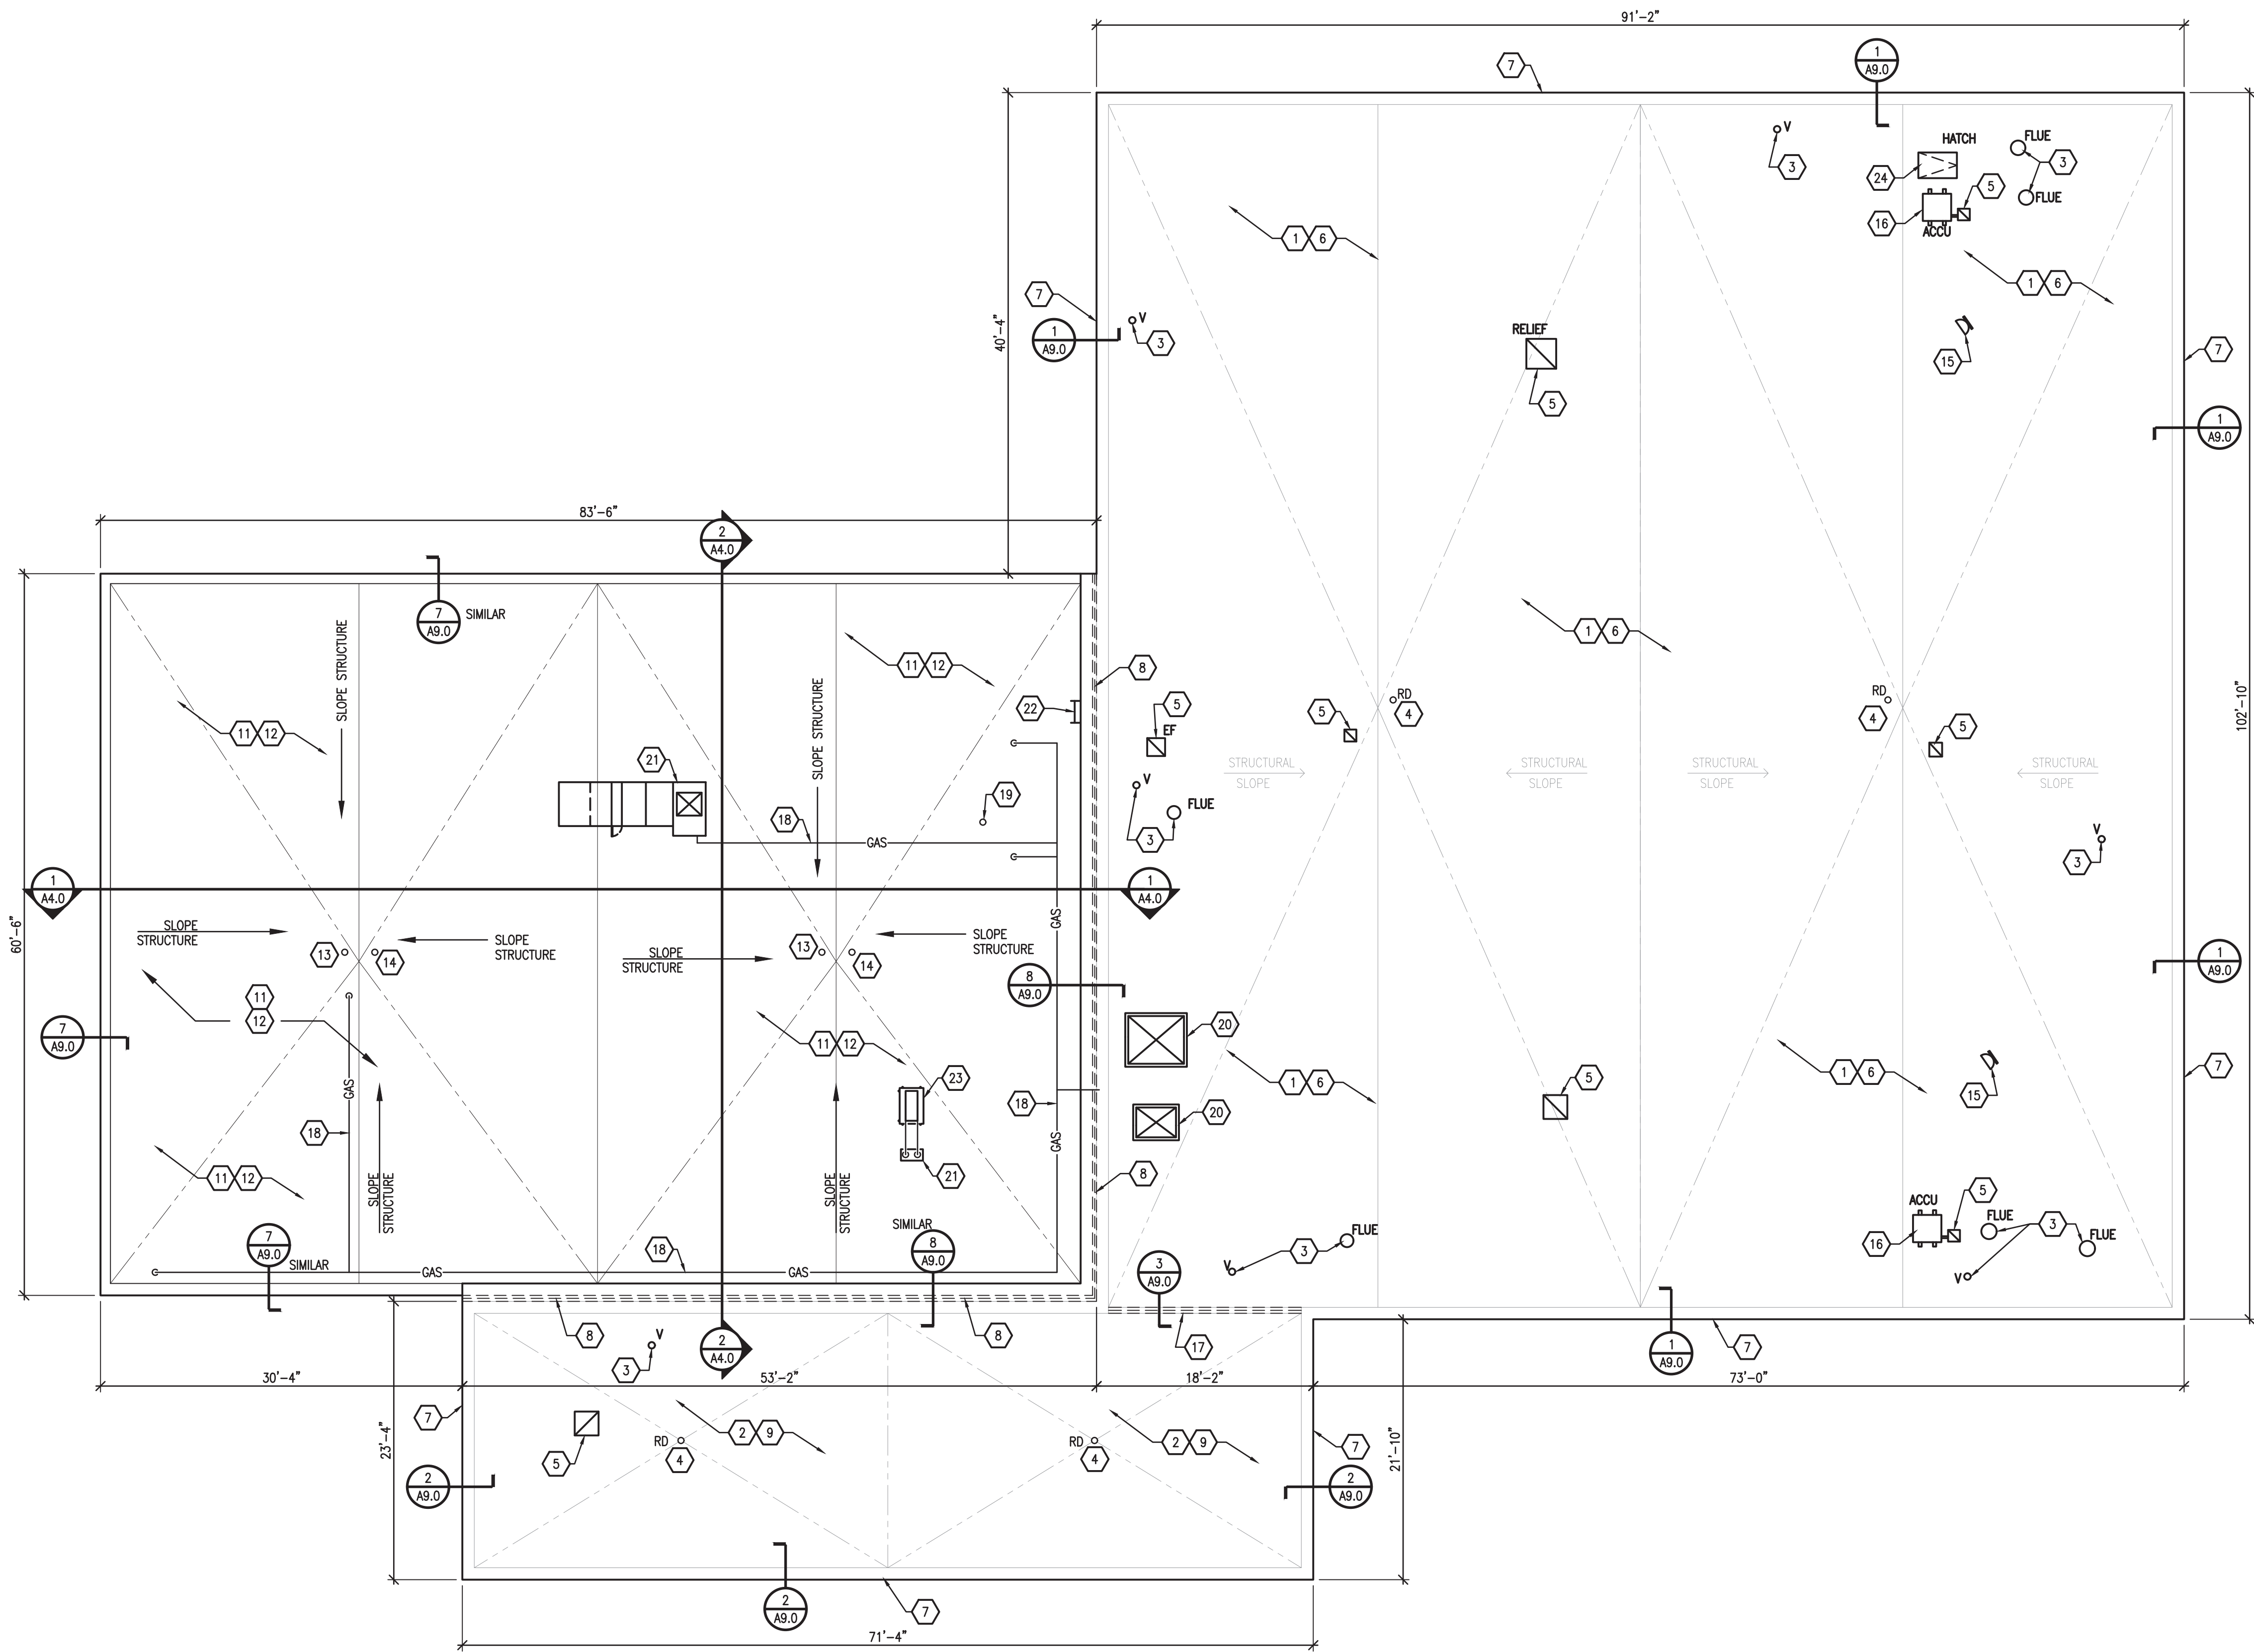 91'-2"
7
1
A9.0
HATCH
FLUE
V
3
3
24
5
FLUE
16
ACCU
1 6
1 6
7
40'-4"
V
1
A9.0
3
RELIEF
5
15
7
1
A9.0
102'-10"
83'-6"
2
A4.0
7
A9.0
SIMILAR
SLOPE STRUCTURE
SLOPE STRUCTURE
11 12
11 12
22
8
5
EF
1 6
5
RD
4
RD
4
5
21
18
GAS
19
V
FLUE
3
STRUCTURAL
SLOPE
STRUCTURAL
SLOPE
STRUCTURAL
SLOPE
STRUCTURAL
SLOPE
V
3
1
A4.0
1
A4.0
60'-6"
SLOPE
STRUCTURE
13
14
SLOPE
STRUCTURE
SLOPE
STRUCTURE
13
14
SLOPE
STRUCTURE
GAS
8
A9.0
1
A9.0
11
12
7
A9.0
11 12
20
20
1 6
5
1 6
15
7
GAS
18
23
21
18
GAS
8
11 12
SLOPE
STRUCTURE
SLOPE
STRUCTURE
7
A9.0
SIMILAR
18
SIMILAR
8
A9.0
GAS
GAS
3
A9.0
V
3
FLUE
ACCU
5
16
FLUE
3
FLUE
V
8
V
3
2
A4.0
8
17
1
A9.0
7
30'-4"
53'-2"
18'-2"
73'-0"
23'-4"
7
5
RD
4
2 9
RD
4
2 9
7
21'-10"
2
A9.0
2
A9.0
2
A9.0
7
71'-4"